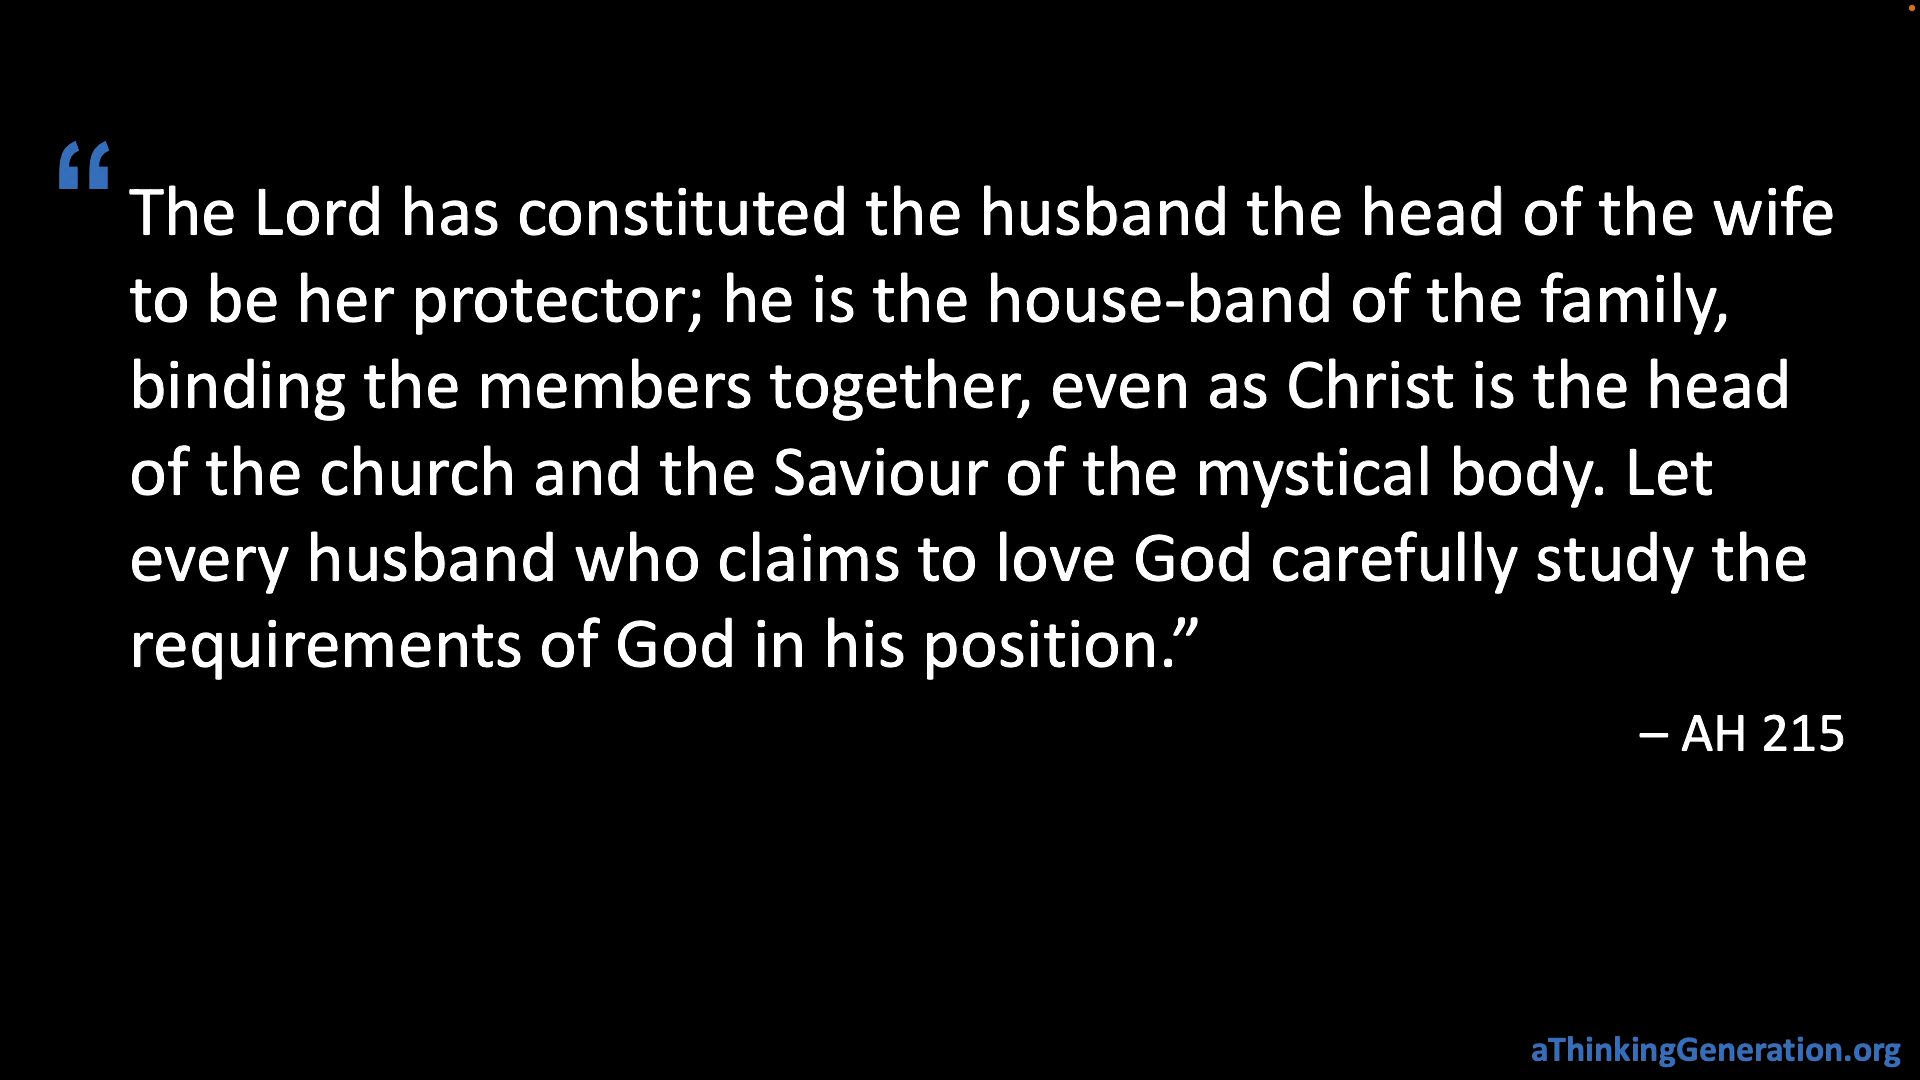 “The Lord has constituted the husband the head of the wife
to be her protector; he is the house-band of the family,
binding the members together, even as Christ is the head
of the church and the Saviour of the mystical body. Let
every husband who claims to love God carefully study the
requirements of God in his position.”
– AH 215
aThinkingGeneration.org